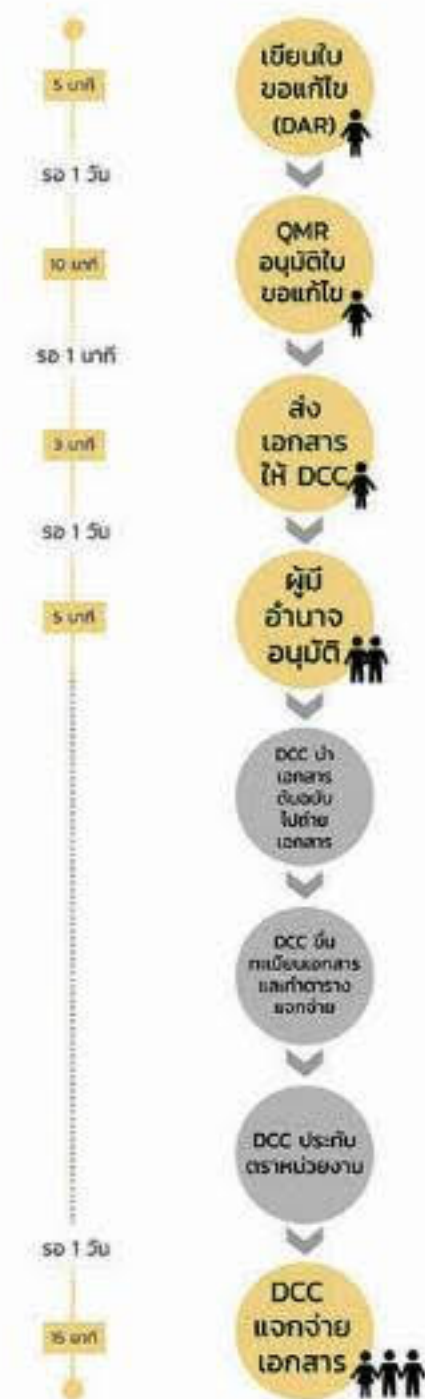 5 นาที
เขียนใบ
ขอแก้ไข
(DAR)
รอ 1 วัน
10 นาที
QMR
อนุมัติใบ
ขอแก้ไข
รอ 1 นาที
3 นาที
ส่ง
เอกสาร
ให้ DCC
รอ 1 วัน
5 นาที
ผู้มี
อำนาจ
อนุมัติ
DCC นำ
เอกสาร
ต้นฉบับ
ไปถ่าย
เอกสาร
DCC ขึ้น
ทะเบียนเอกสาร
และทำตาราง
แจกจ่าย
DCC ประทับ
ตราหน่วยงาน
รอ 1 วัน
15 นาที
DCC
แจกจ่าย
เอกสาร